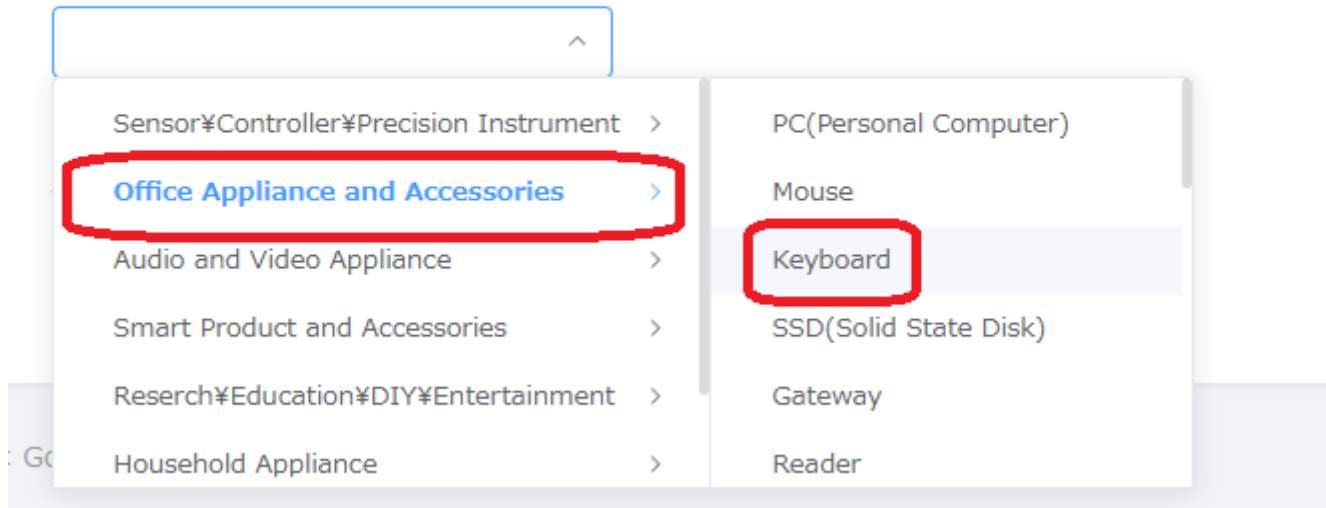 Sensor¥Controller¥Precision Instrument
Office Appliance and Accessories
Audio and Video Appliance
Smart Product and Accessories
Reserch¥Education¥DIY¥Entertainment
Household Appliance
PC(Personal Computer)
Mouse
Keyboard
SSD(Solid State Disk)
Gateway
Reader